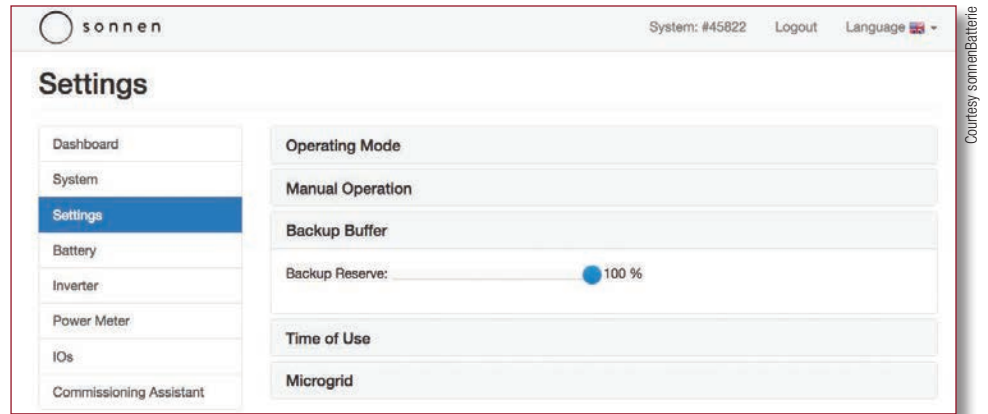 sonnen
System: #45822 Logout Language
Settings
Dashboard
System
Settings
Battery
Inverter
Power Meter
IOs
Commissioning Assistant
Operating Mode
Manual Operation
Backup Buffer
Backup Reserve: 100 %
Time of Use
Microgrid
Courtesy sonnenBatterie